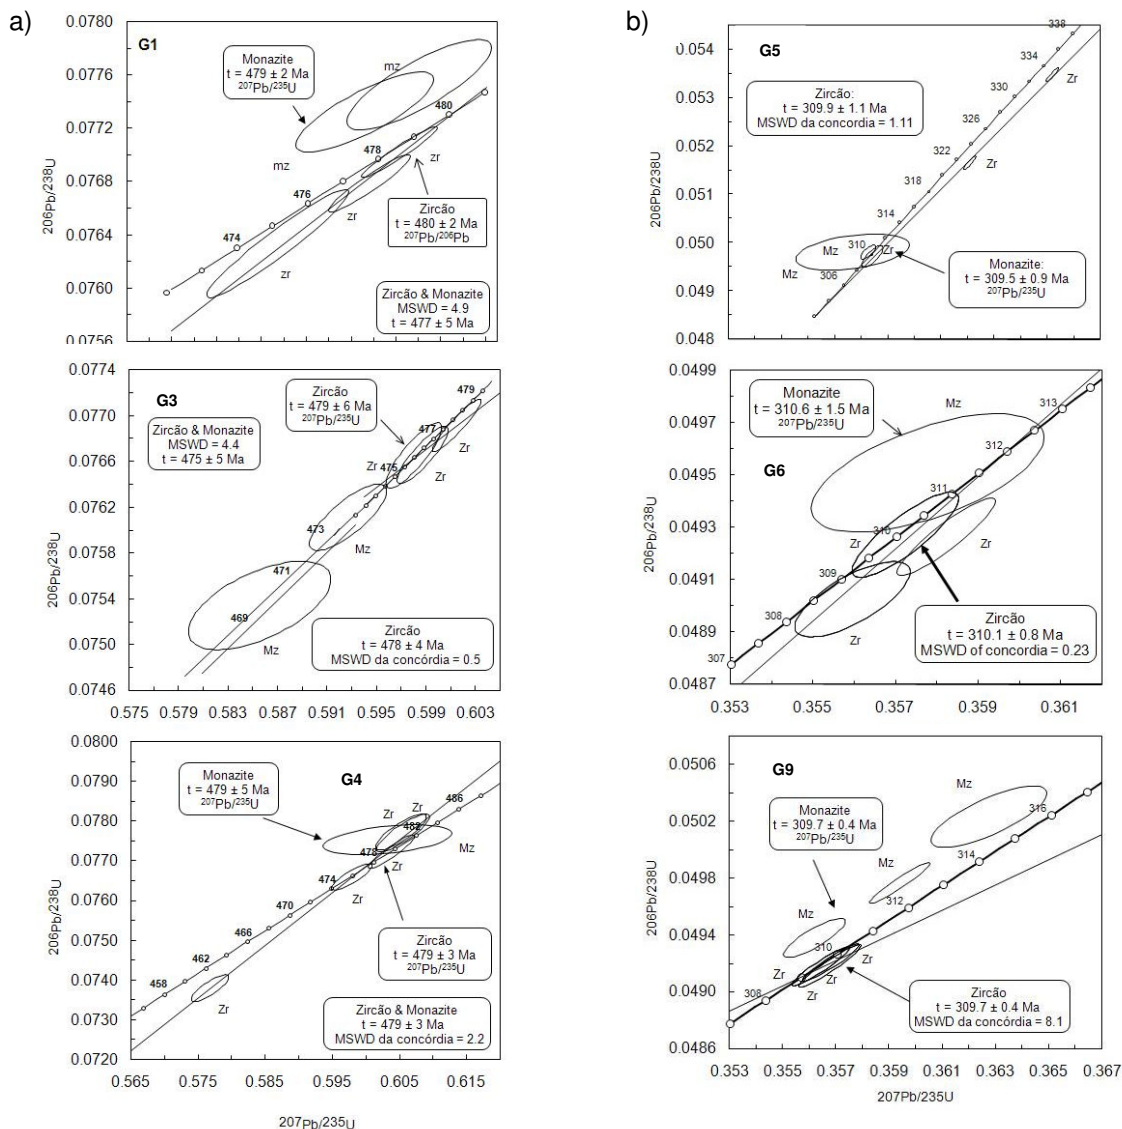 a)
G1
0.0780
0.0776
0.0772
0.0768
0.0764
0.0760
0.0756
206Pb/238U
Monazite
t = 479 ± 2 Ma
207Pb/235U
mz
mz
480
478
476
474
zr
zr
zr
Zircão
t = 480 ± 2 Ma
207Pb/206Pb
Zircão & Monazite
MSWD = 4.9
t = 477 ± 5 Ma
G3
0.0774
0.0770
0.0766
0.0762
0.0758
0.0754
0.0750
0.0746
206Pb/238U
Zircão
t = 479 ± 6 Ma
207Pb/235U
Zircão & Monazite
MSWD = 4.4
t = 475 ± 5 Ma
479
477
475
473
471
469
Zr
Zr
Mz
Mz
Zircão
t = 478 ± 4 Ma
MSWD da concórdia = 0.5
0.575 0.579 0.583 0.587 0.591 0.595 0.599 0.603
G4
0.0800
0.0790
0.0780
0.0770
0.0760
0.0750
0.0740
0.0730
0.0720
206Pb/238U
Monazite
t = 479 ± 5 Ma
207Pb/235U
486
482
478
474
470
466
462
458
Zr
Zr
Mz
Zr
Zr
Zr
Zircão
t = 479 ± 3 Ma
207Pb/235U
Zircão & Monazite
t = 479 ± 3 Ma
MSWD da concórdia = 2.2
0.565 0.575 0.585 0.595 0.605 0.615
207Pb/235U
b)
G5
0.054
0.053
0.052
0.051
0.050
0.049
0.048
206Pb/238U
338
334
330
326
322
318
314
310
306
Zr
Zr
Zr
Mz
Mz
Zircão:
t = 309.9 ± 1.1 Ma
MSWD da concordia = 1.11
Monazite:
t = 309.5 ± 0.9 Ma
207Pb/235U
G6
0.0499
0.0497
0.0495
0.0493
0.0491
0.0489
0.0487
206Pb/238U
Monazite
t = 310.6 ± 1.5 Ma
207Pb/235U
Mz
313
312
311
310
309
308
307
Zr
Zr
Zr
Zircão
t = 310.1 ± 0.8 Ma
MSWD of concordia = 0.23
0.353 0.355 0.357 0.359 0.361
G9
0.0506
0.0502
0.0498
0.0494
0.0490
0.0486
206Pb/238U
Mz
Monazite
t = 309.7 ± 0.4 Ma
207Pb/235U
Mz
Mz
316
314
312
310
308
Zr
Zr
Zr
Zr
Zr
Zircão
t = 309.7 ± 0.4 Ma
MSWD da concórdia = 8.1
0.353 0.355 0.357 0.359 0.361 0.363 0.365 0.367
207Pb/235U